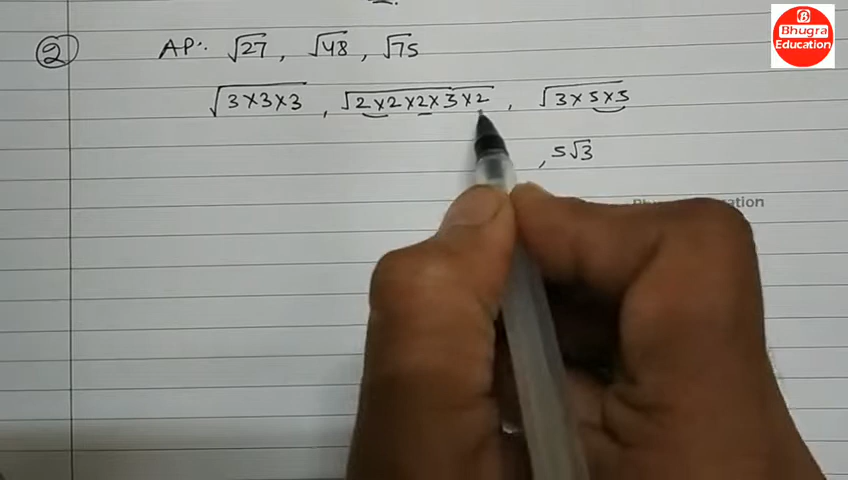 ② AP:- √27, √48, √75
√3×3×3, √2×2×2×3×2, √3×5×5
, 5√3
Bhugra
Education